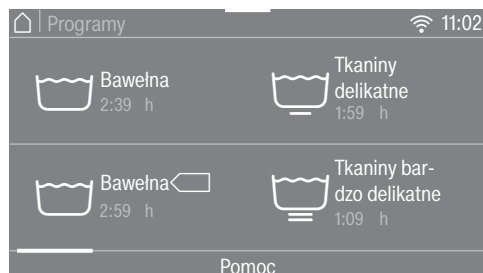 Programy
11:02
Bawełna
2:39 h
Tkaniny
delikatne
1:59 h
Bawełna
2:59 h
Tkaniny bar-
dzo delikatne
1:09 h
Pomoc